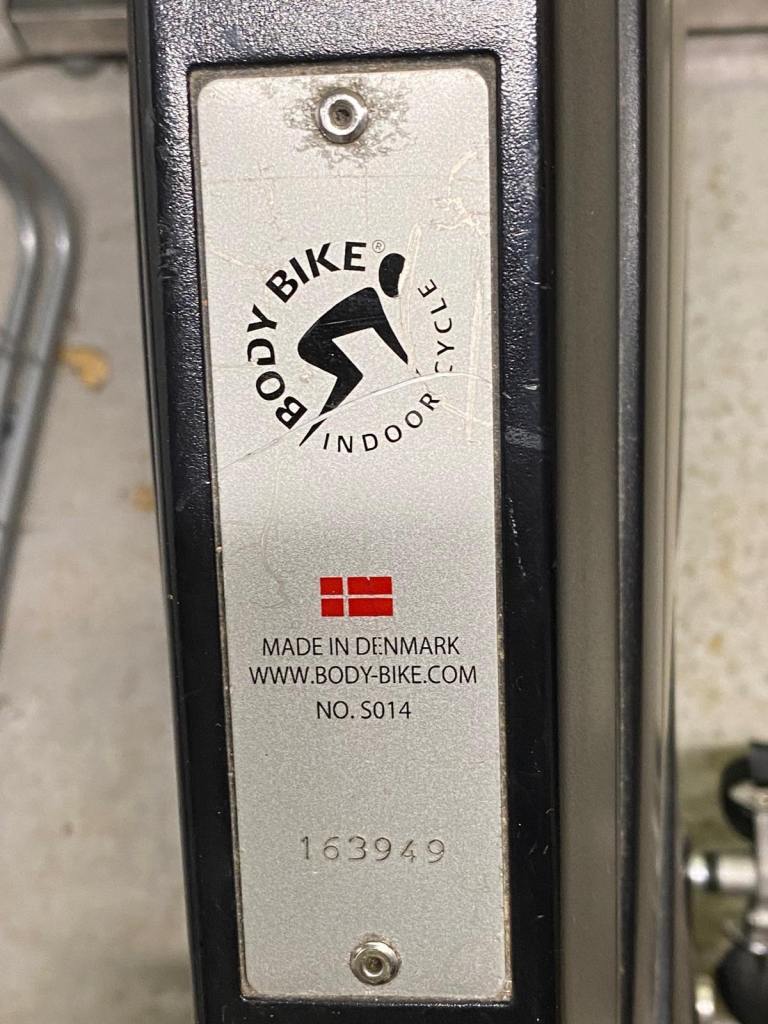 BODY BIKE®
INDOOR CYCLE
MADE IN DENMARK
WWW.BODY-BIKE.COM
NO. S014
163949